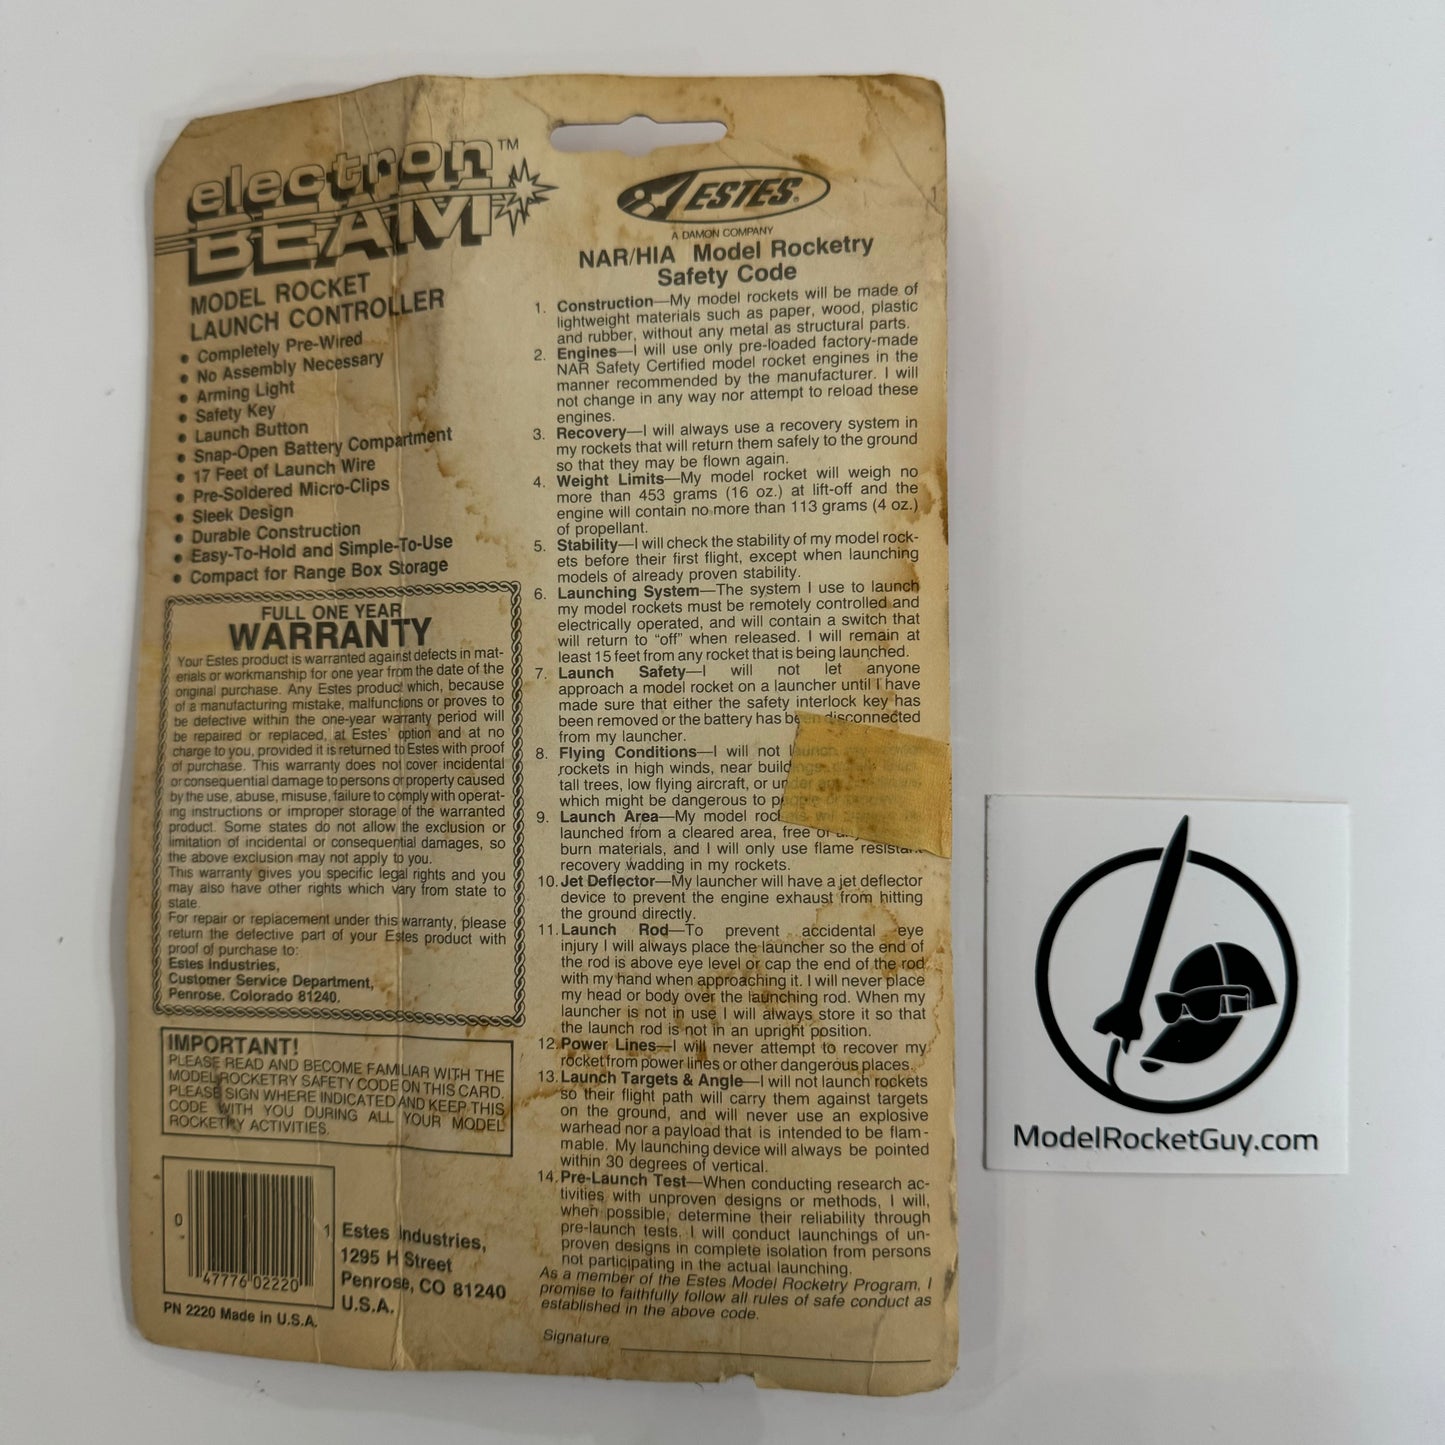 electron™
BEAM
MODEL ROCKET
LAUNCH CONTROLLER
• Completely Pre-Wired
• No Assembly Necessary
• Arming Light
• Safety Key
• Launch Button
• Snap-Open Battery Compartment
• 17 Feet of Launch Wire
• Pre-Soldered Micro-Clips
• Sleek Design
• Durable Construction
• Easy-To-Hold and Simple-To-Use
• Compact for Range Box Storage
FULL ONE YEAR
WARRANTY
Your Estes product is warranted against defects in mat-
erials or workmanship for one year from the date of the
original purchase. Any Estes product which, because
of a manufacturing mistake, malfunctions or proves to
be defective within the one-year warranty period will
be repaired or replaced, at Estes' option and at no
charge to you, provided it is returned to Estes with proof
of purchase. This warranty does not cover incidental
or consequential damage to persons or property caused
by the use, abuse, misuse, failure to comply with operat-
ing instructions or improper storage of the warranted
product. Some states do not allow the exclusion or
limitation of incidental or consequential damages, so
the above exclusion may not apply to you.
This warranty gives you specific legal rights and you
may also have other rights which vary from state to
state.
For repair or replacement under this warranty, please
return the defective part of your Estes product with
proof of purchase to:
Estes Industries,
Customer Service Department,
Penrose, Colorado 81240.
IMPORTANT!
PLEASE READ AND BECOME FAMILIAR WITH THE
MODEL ROCKETRY SAFETY CODE ON THIS CARD.
PLEASE SIGN WHERE INDICATED AND KEEP THIS
CODE WITH YOU DURING ALL YOUR MODEL
ROCKETRY ACTIVITIES.
0 47776 02220 1
PN 2220 Made in U.S.A.
Estes Industries,
1295 H Street
Penrose, CO 81240
U.S.A.
ESTES®
A DAMON COMPANY
NAR/HIA Model Rocketry
Safety Code
1. Construction—My model rockets will be made of
lightweight materials such as paper, wood, plastic
and rubber, without any metal as structural parts.
2. Engines—I will use only pre-loaded factory-made
NAR Safety Certified model rocket engines in the
manner recommended by the manufacturer. I will
not change in any way nor attempt to reload these
engines.
3. Recovery—I will always use a recovery system in
my rockets that will return them safely to the ground
so that they may be flown again.
4. Weight Limits—My model rocket will weigh no
more than 453 grams (16 oz.) at lift-off and the
engine will contain no more than 113 grams (4 oz.)
of propellant.
5. Stability—I will check the stability of my model rock-
ets before their first flight, except when launching
models of already proven stability.
6. Launching System—The system I use to launch
my model rockets must be remotely controlled and
electrically operated, and will contain a switch that
will return to "off" when released. I will remain at
least 15 feet from any rocket that is being launched.
7. Launch Safety—I will not let anyone
approach a model rocket on a launcher until I have
made sure that either the safety interlock key has
been removed or the battery has been disconnected
from my launcher.
8. Flying Conditions—I will not launch
rockets in high winds, near buildings,
tall trees, low flying aircraft, or under
which might be dangerous to people
9. Launch Area—My model rockets will
launched from a cleared area, free of any
burn materials, and I will only use flame resistant
recovery wadding in my rockets.
10. Jet Deflector—My launcher will have a jet deflector
device to prevent the engine exhaust from hitting
the ground directly.
11. Launch Rod—To prevent accidental eye
injury I will always place the launcher so the end of
the rod is above eye level or cap the end of the rod
with my hand when approaching it. I will never place
my head or body over the launching rod. When my
launcher is not in use I will always store it so that
the launch rod is not in an upright position.
12. Power Lines—I will never attempt to recover my
rocket from power lines or other dangerous places.
13. Launch Targets & Angle—I will not launch rockets
so their flight path will carry them against targets
on the ground, and will never use an explosive
warhead nor a payload that is intended to be flam-
mable. My launching device will always be pointed
within 30 degrees of vertical.
14. Pre-Launch Test—When conducting research ac-
tivities with unproven designs or methods, I will,
when possible, determine their reliability through
pre-launch tests. I will conduct launchings of un-
proven designs in complete isolation from persons
not participating in the actual launching.
As a member of the Estes Model Rocketry Program, I
promise to faithfully follow all rules of safe conduct as
established in the above code.
Signature
ModelRocketGuy.com